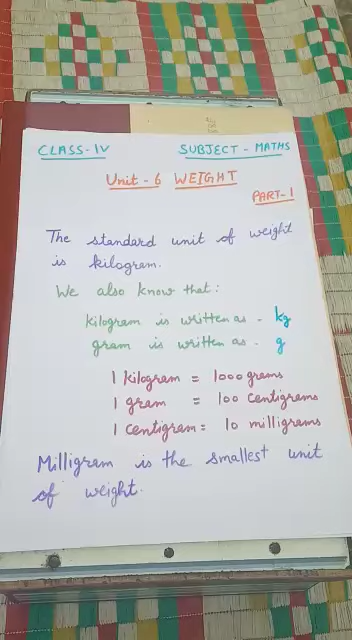 CLASS-IV SUBJECT - MATHS
Unit-6 WEIGHT
PART-1
The standard unit of weight
is kilogram.
We also know that:
kilogram is written as - kg
gram is written as. g
1 kilogram = 1000 grams
1 gram = 100 centigrams
1 centigram = 10 milligrams
Milligram is the smallest unit
of weight.